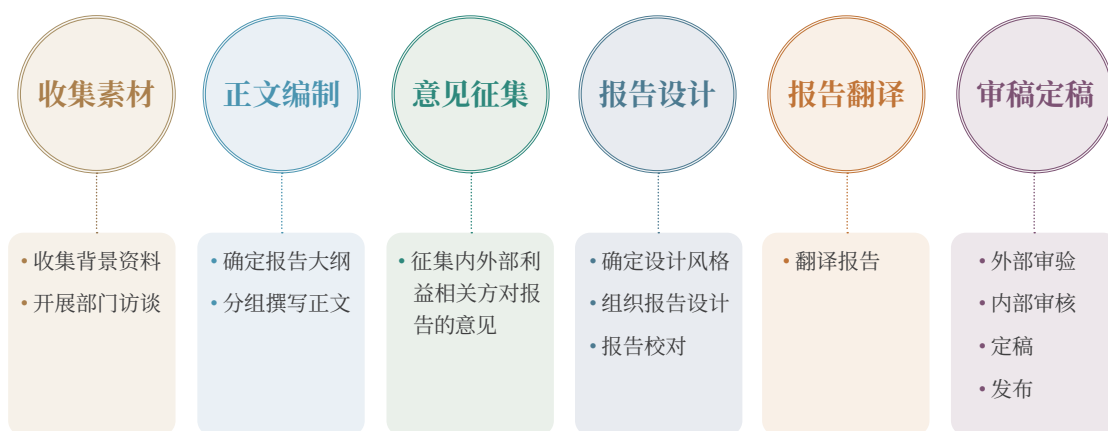 收集素材
正文编制
意见征集
报告设计
报告翻译
审稿定稿
• 收集背景资料
• 开展部门访谈
• 确定报告大纲
• 分组撰写正文
• 征集内外部利
益相关方对报
告的意见
• 确定设计风格
• 组织报告设计
• 报告校对
• 翻译报告
• 外部审验
• 内部审核
• 定稿
• 发布